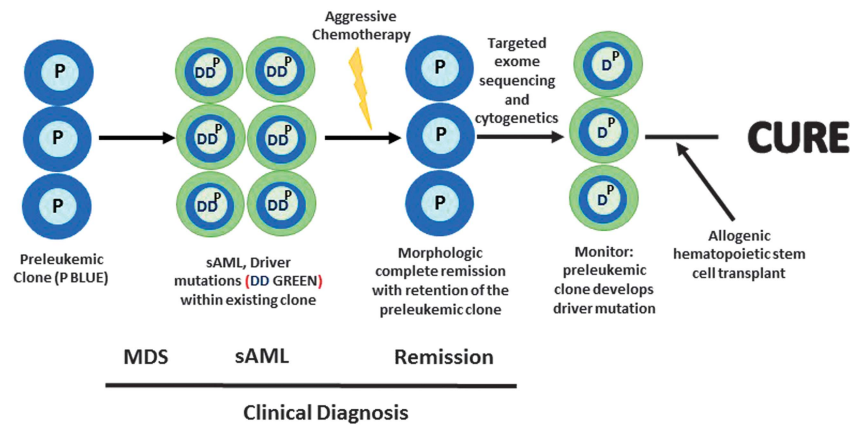 Aggressive
Chemotherapy
Targeted
exome
sequencing
and
cytogenetics
P
P
P
DD P
DD P
DD P
DD P
DD P
DD P
P
P
P
D P
D P
D P
CURE
Preleukemic
Clone (P BLUE)
sAML, Driver
mutations (DD GREEN)
within existing clone
Morphologic
complete remission
with retention of the
preleukemic clone
Monitor:
preleukemic
clone develops
driver mutation
Allogenic
hematopoietic stem
cell transplant
MDS sAML Remission
Clinical Diagnosis